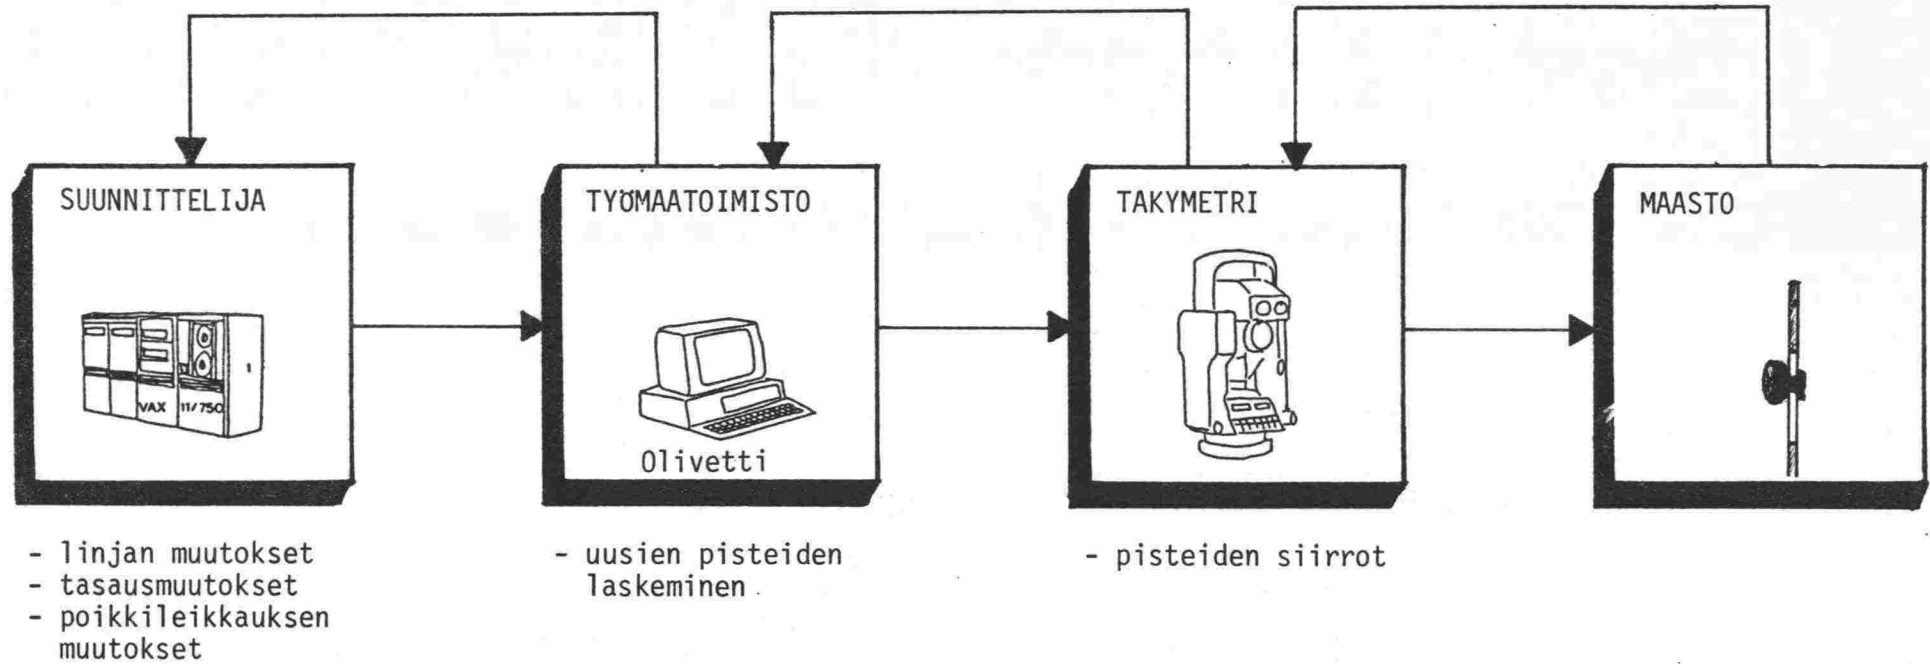 SUUNNITTELIJA
VAX 11/750
- linjan muutokset
- tasausmuutokset
- poikkileikkauksen
muutokset
TYÖMAATOIMISTO
Olivetti
- uusien pisteiden
laskeminen
TAKYMETRI
- pisteiden siirrot
MAASTO